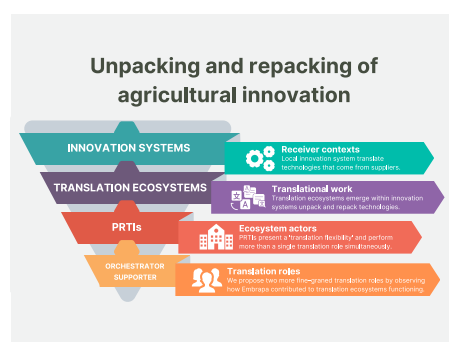 Unpacking and repacking of
agricultural innovation
INNOVATION SYSTEMS
Receiver contexts
Local innovation system translate
technologies that come from suppliers.
TRANSLATION ECOSYSTEMS
Translational work
Translation ecosystems emerge within innovation
systems unpack and repack technologies.
PRTIs
Ecosystem actors
PRTIs present a 'translation flexibility' and perform
more than a single translation role simultaneously.
ORCHESTRATOR
SUPPORTER
Translation roles
We propose two more fine-graned translation roles by observing
how Embrapa contributed to translation ecosystems functioning.